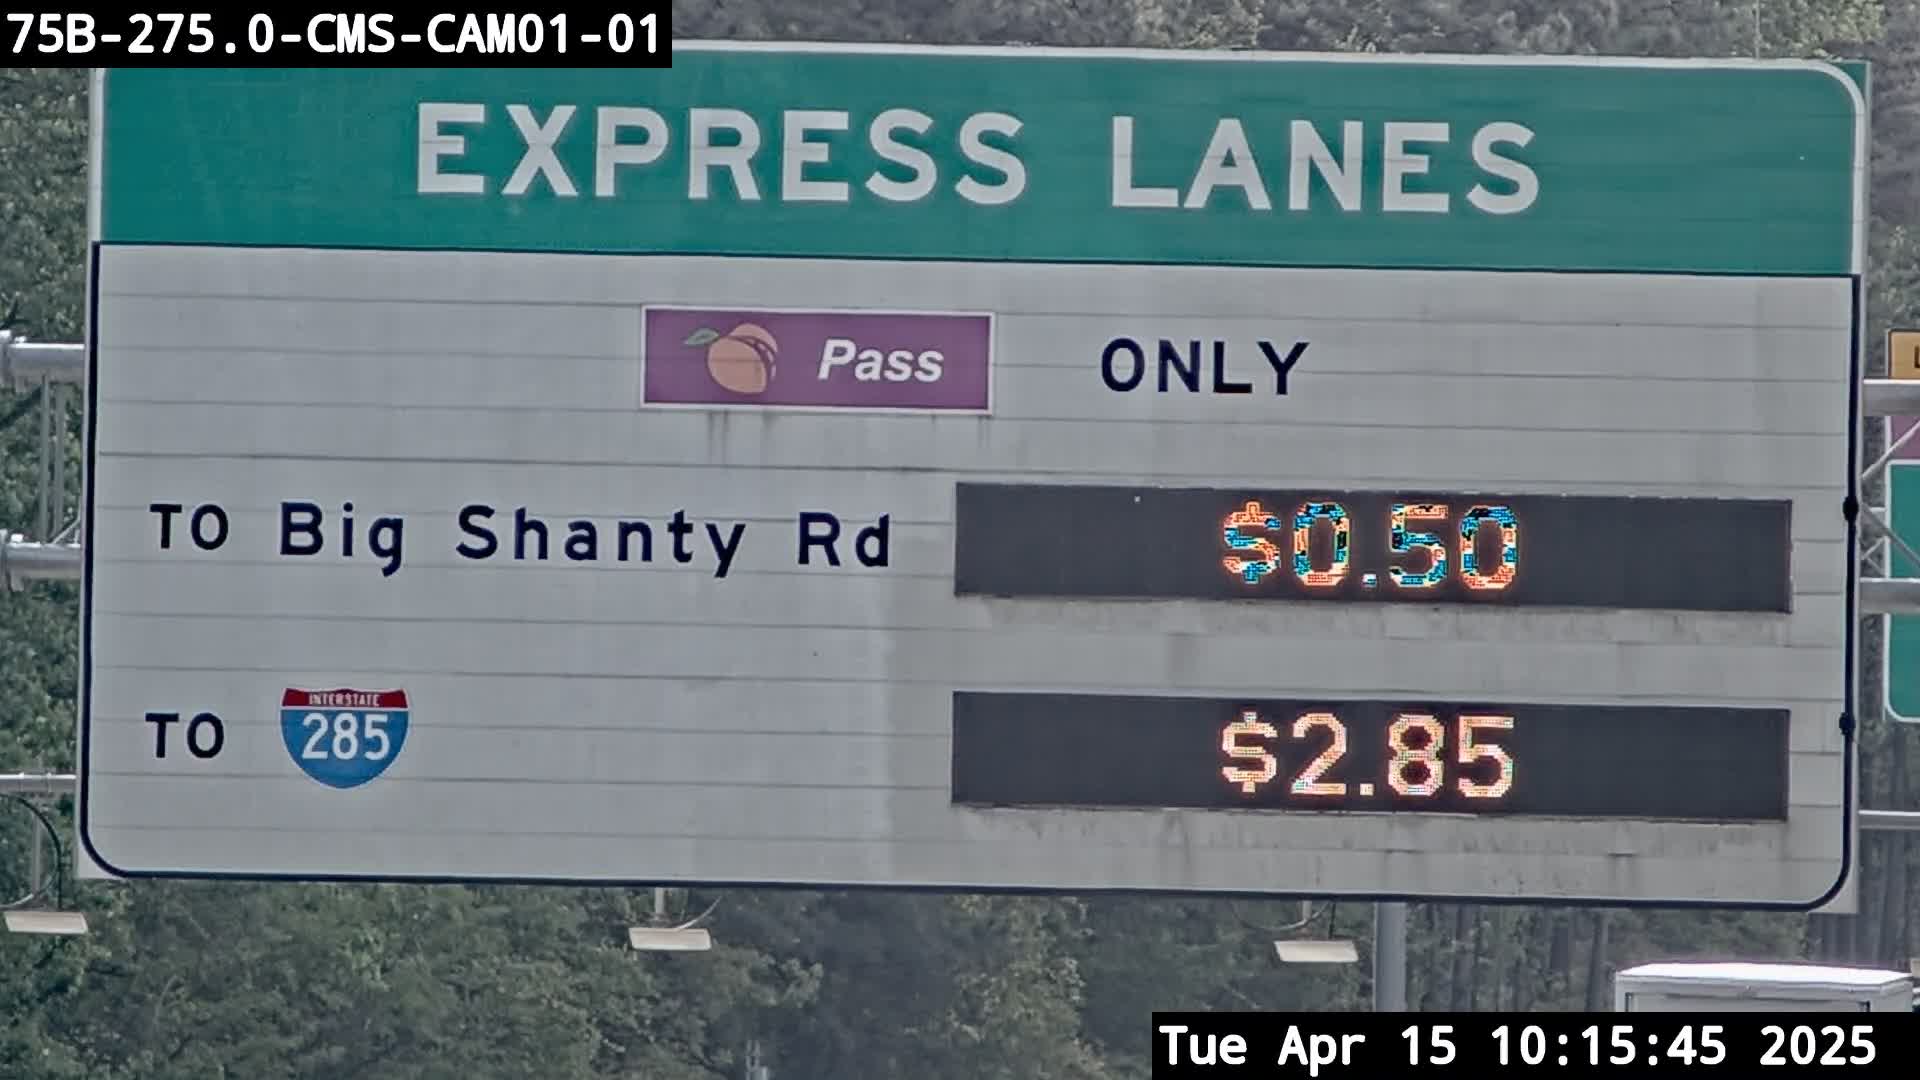 75B-275.0-CMS-CAM01-01
EXPRESS LANES
Pass ONLY
TO Big Shanty Rd $0.50
INTERSTATE
TO 285 $2.85
Tue Apr 15 10:15:45 2025